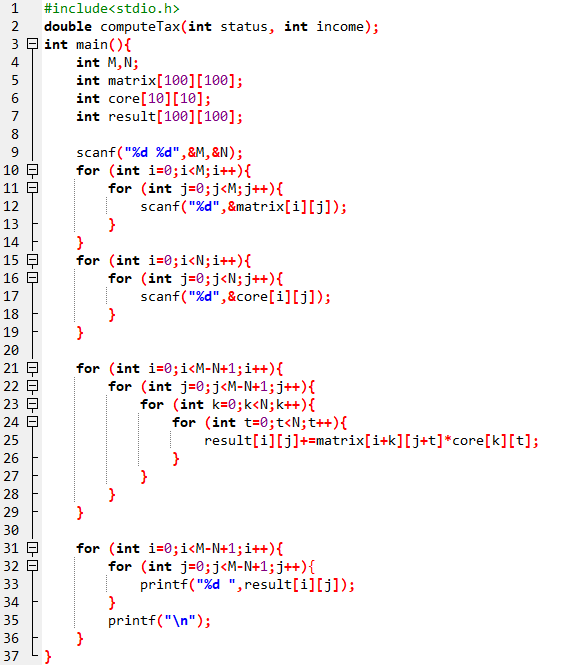 1 #include<stdio.h>
2 double computeTax(int status, int income);
3 int main(){
4     int M,N;
5     int matrix[100][100];
6     int core[10][10];
7     int result[100][100];
8
9     scanf("%d %d",&M,&N);
10     for (int i=0;i<M;i++){
11         for (int j=0;j<M;j++){
12             scanf("%d",&matrix[i][j]);
13         }
14     }
15     for (int i=0;i<N;i++){
16         for (int j=0;j<N;j++){
17             scanf("%d",&core[i][j]);
18         }
19     }
20
21     for (int i=0;i<M-N+1;i++){
22         for (int j=0;j<M-N+1;j++){
23             for (int k=0;k<N;k++){
24                 for (int t=0;t<N;t++){
25                     result[i][j]+=matrix[i+k][j+t]*core[k][t];
26                 }
27             }
28         }
29     }
30
31     for (int i=0;i<M-N+1;i++){
32         for (int j=0;j<M-N+1;j++){
33             printf("%d ",result[i][j]);
34         }
35         printf("\n");
36     }
37 }